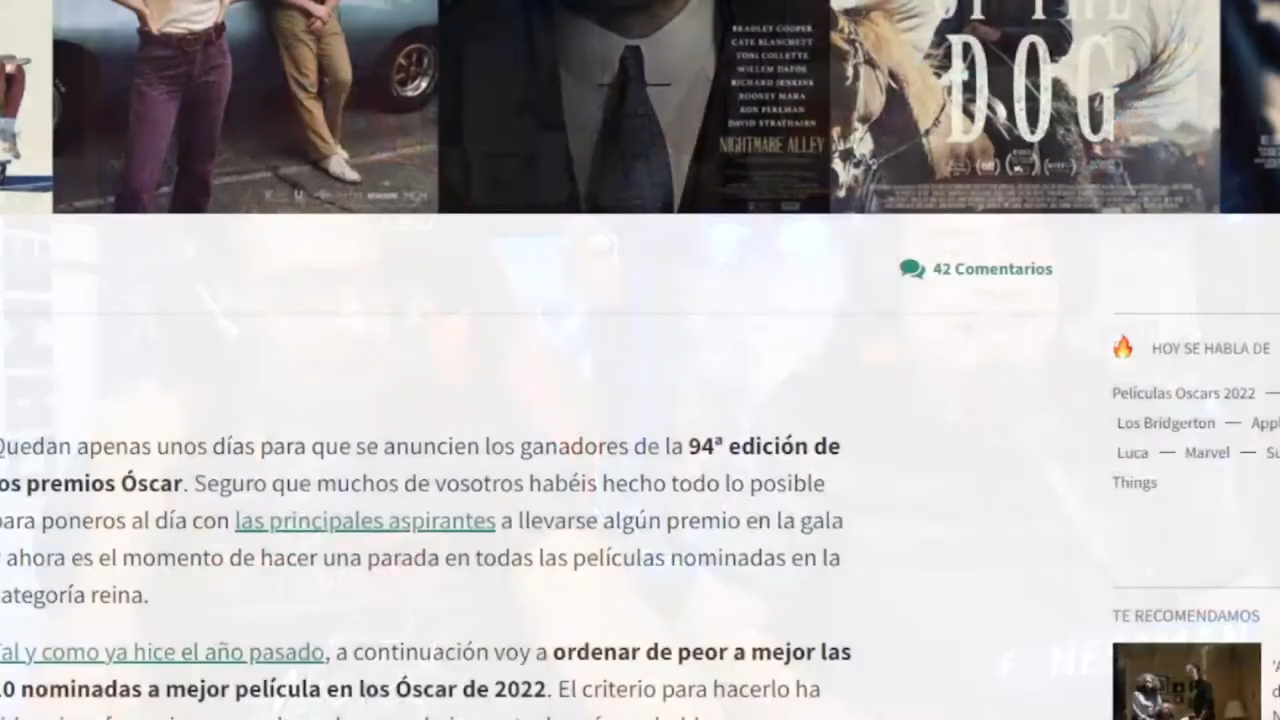 BRADLEY COOPER
CATE BLANCHETT
TONI COLLETTE
WILLEM DAFOE
RICHARD JENKINS
ROONEY MARA
RON PERLMAN
DAVID STRATHAIRN
NIGHTMARE ALLEY
OF THE
DOG
MGM
42 Comentarios
HOY SE HABLA DE
Películas Oscars 2022 —
Los Bridgerton — Appl
Luca — Marvel — Su
Things
Quedan apenas unos días para que se anuncien los ganadores de la 94ª edición de
os premios Óscar. Seguro que muchos de vosotros habéis hecho todo lo posible
para poneros al día con las principales aspirantes a llevarse algún premio en la gala
y ahora es el momento de hacer una parada en todas las películas nominadas en la
ategoría reina.
TE RECOMENDAMOS
Tal y como ya hice el año pasado, a continuación voy a ordenar de peor a mejor las
10 nominadas a mejor película en los Óscar de 2022. El criterio para hacerlo ha